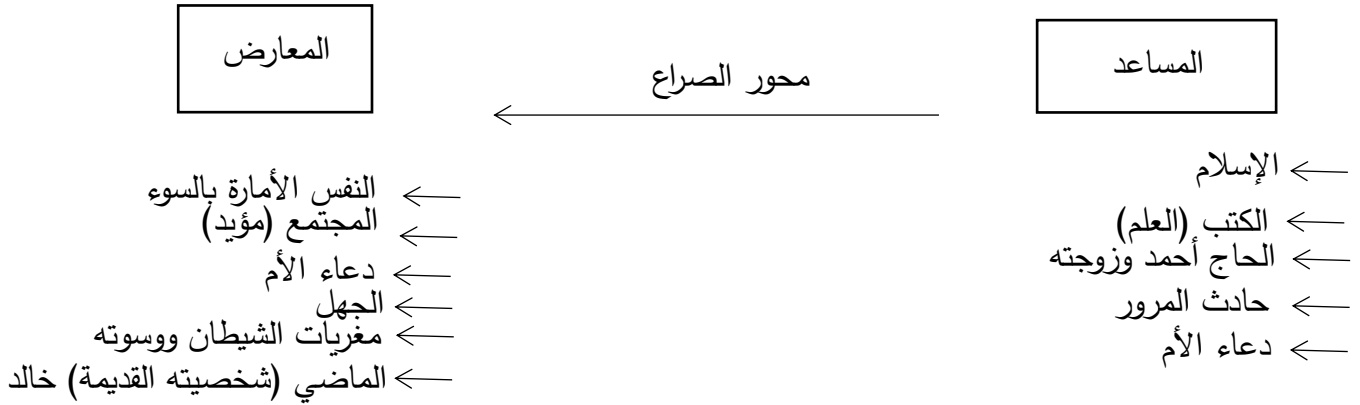 المساعد
محور الصراع
المعارض
الإسلام
الكتب (العلم)
الحاج أحمد وزوجته
حادث المرور
دعاء الأم
النفس الأمارة بالسوء
المجتمع (مؤيد)
دعاء الأم
الجهل
مغريات الشيطان ووسوته
الماضي (شخصيته القديمة) خالد